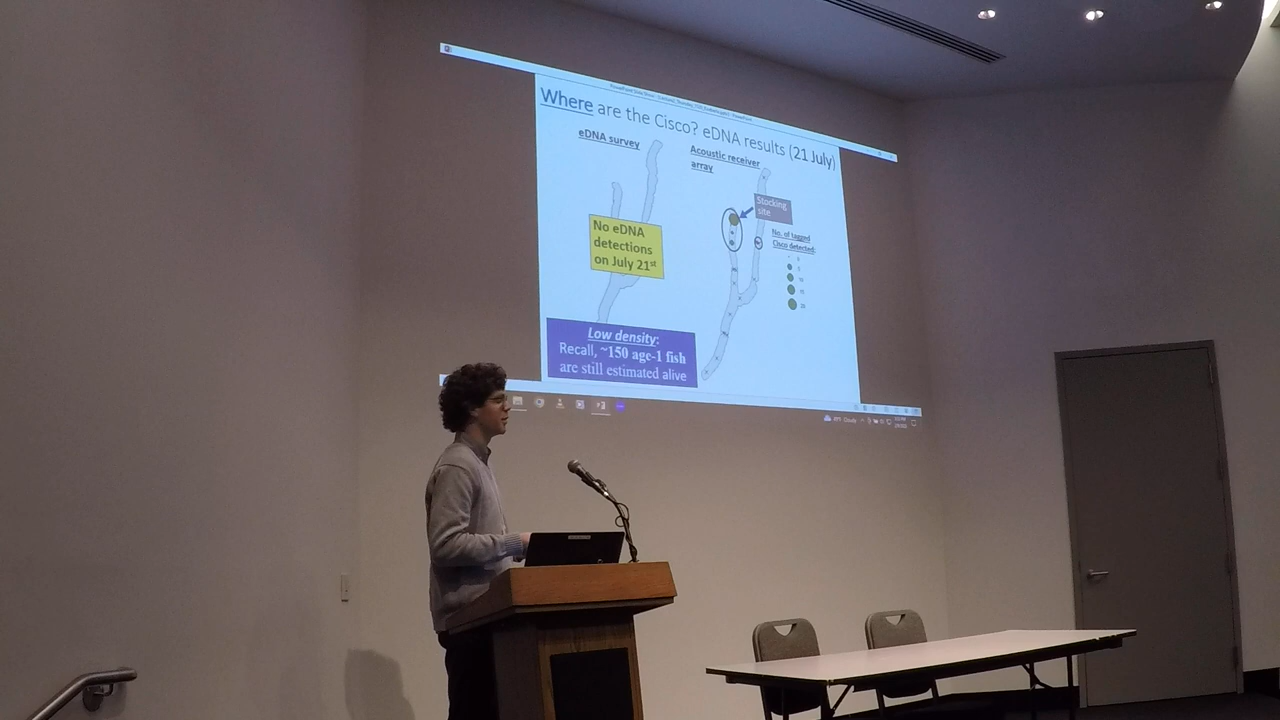 Where are the Cisco? eDNA results (21 July)
eDNA survey
Acoustic receiver
array
Stocking
site
No eDNA
detections
on July 21st
No. of tagged
Cisco detected:
Low density:
Recall, ~150 age-1 fish
are still estimated alive